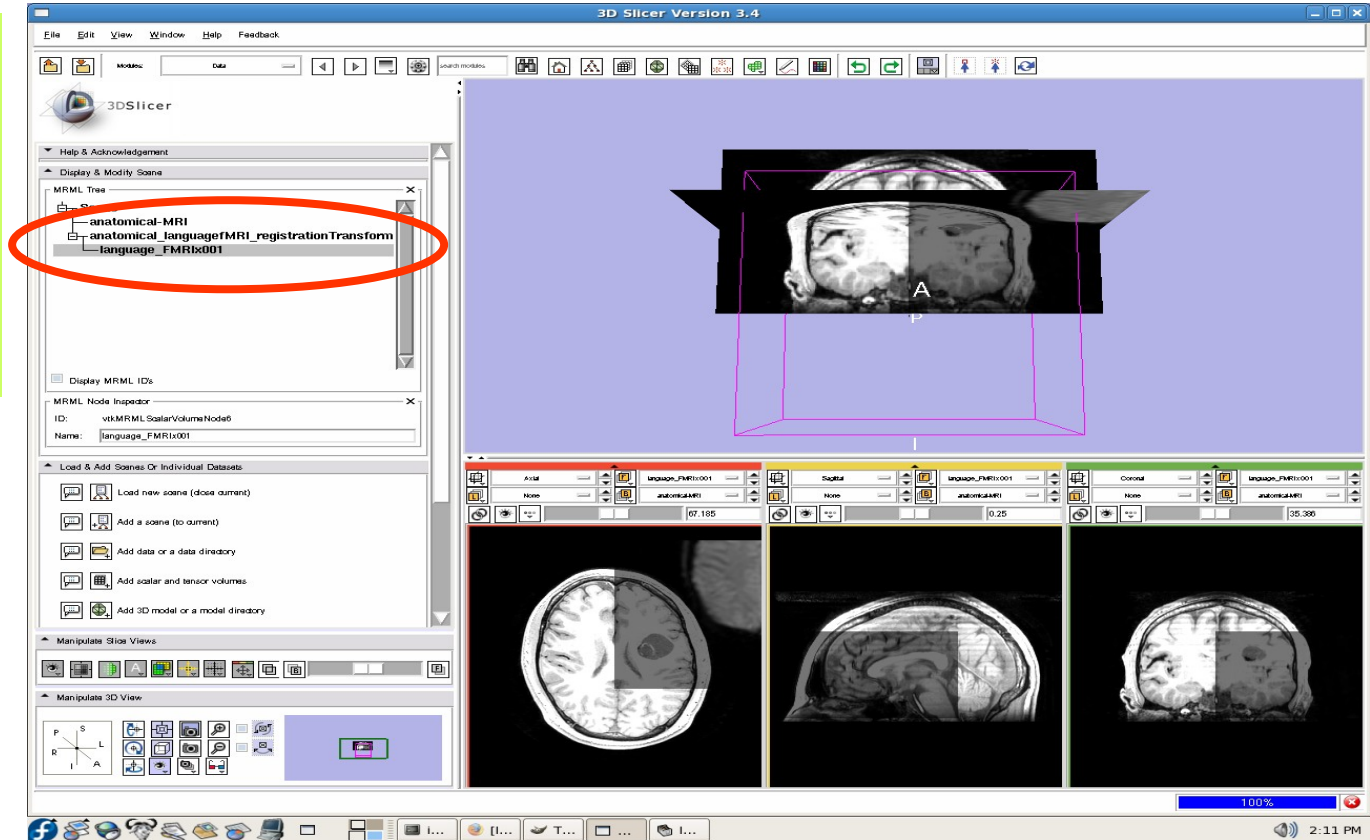 3D Slicer Version 3.4
File Edit View Window Help Feedback
Modules: Data search modules
3DSlicer
Help & Acknowledgement
Display & Modify Scene
MRML Tree
anatomical-MRI
anatomical_languagefMRI_registrationTransform
language_FMRIx001
Display MRML ID's
MRML Node Inspector
ID: vtkMRMLScalarVolumeNode6
Name: language_FMRIx001
Load & Add Scenes Or Individual Datasets
Load new scene (close current)
Add a scene (to current)
Add data or a data directory
Add scalar and tensor volumes
Add 3D model or a model directory
Manipulate Slice Views
Manipulate 3D View
P S
R L
I A
A
P
I
Axial language_FMRIx001
None anatomical-MRI
67.185
Sagittal language_FMRIx001
None anatomical-MRI
0.25
Coronal language_FMRIx001
None anatomical-MRI
35.386
100%
i... [I... T... ... I... 2:11 PM